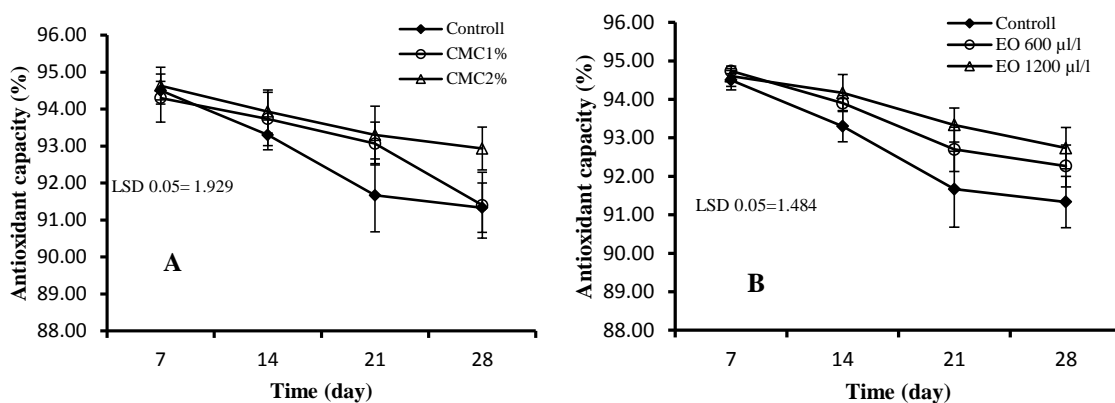 96.00
95.00
94.00
93.00
92.00
91.00
90.00
89.00
88.00
Antioxidant capacity (%)
Controll
CMC1%
CMC2%
LSD 0.05= 1.929
A
7 14 21 28
Time (day)
96.00
95.00
94.00
93.00
92.00
91.00
90.00
89.00
88.00
Antioxidant capacity (%)
Controll
EO 600 µl/l
EO 1200 µl/l
LSD 0.05=1.484
B
7 14 21 28
Time (day)